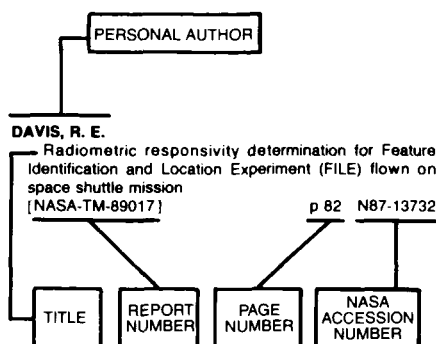 PERSONAL AUTHOR
DAVIS, R. E.
Radiometric responsivity determination for Feature
Identification and Location Experiment (FILE) flown on
space shuttle mission
[NASA-TM-89017] p 82 N87-13732
TITLE
REPORT
NUMBER
PAGE
NUMBER
NASA
ACCESSION
NUMBER